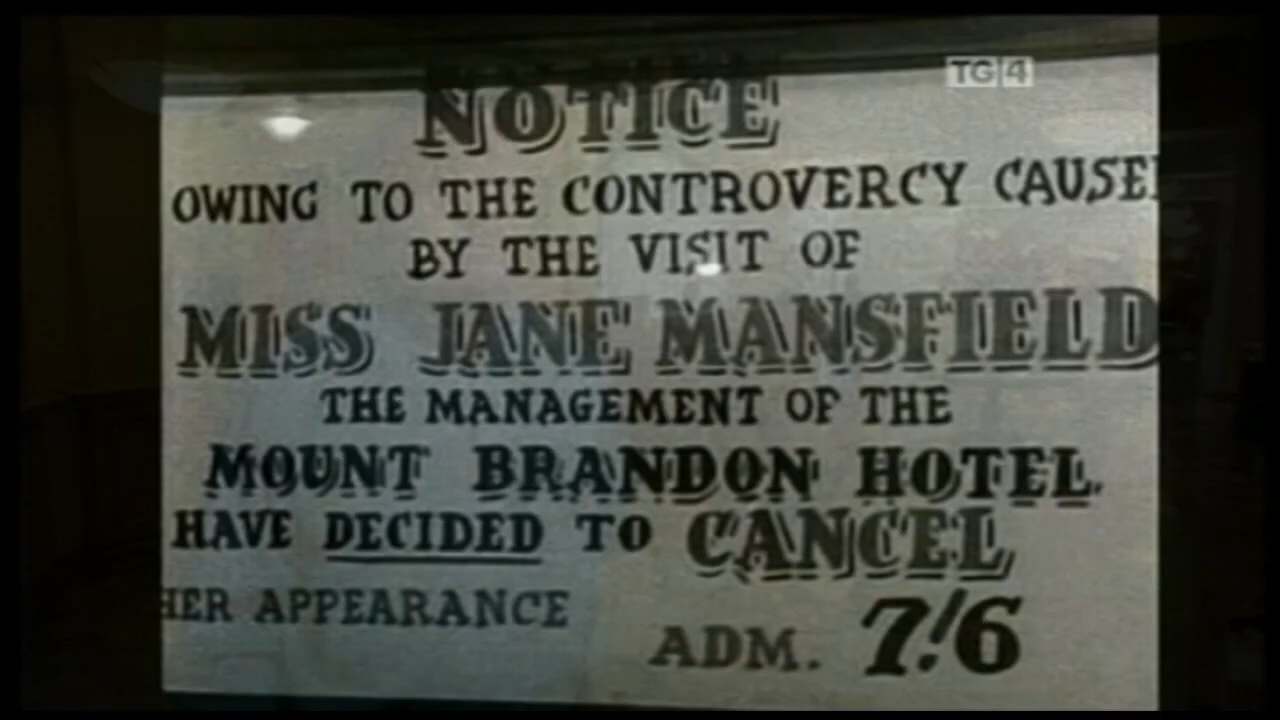 TG4
NOTICE
OWING TO THE CONTROVERCY CAUSE
BY THE VISIT OF
MISS JANE MANSFIELD
THE MANAGEMENT OF THE
MOUNT BRANDON HOTEL
HAVE DECIDED TO CANCEL
HER APPEARANCE
ADM. 7!6